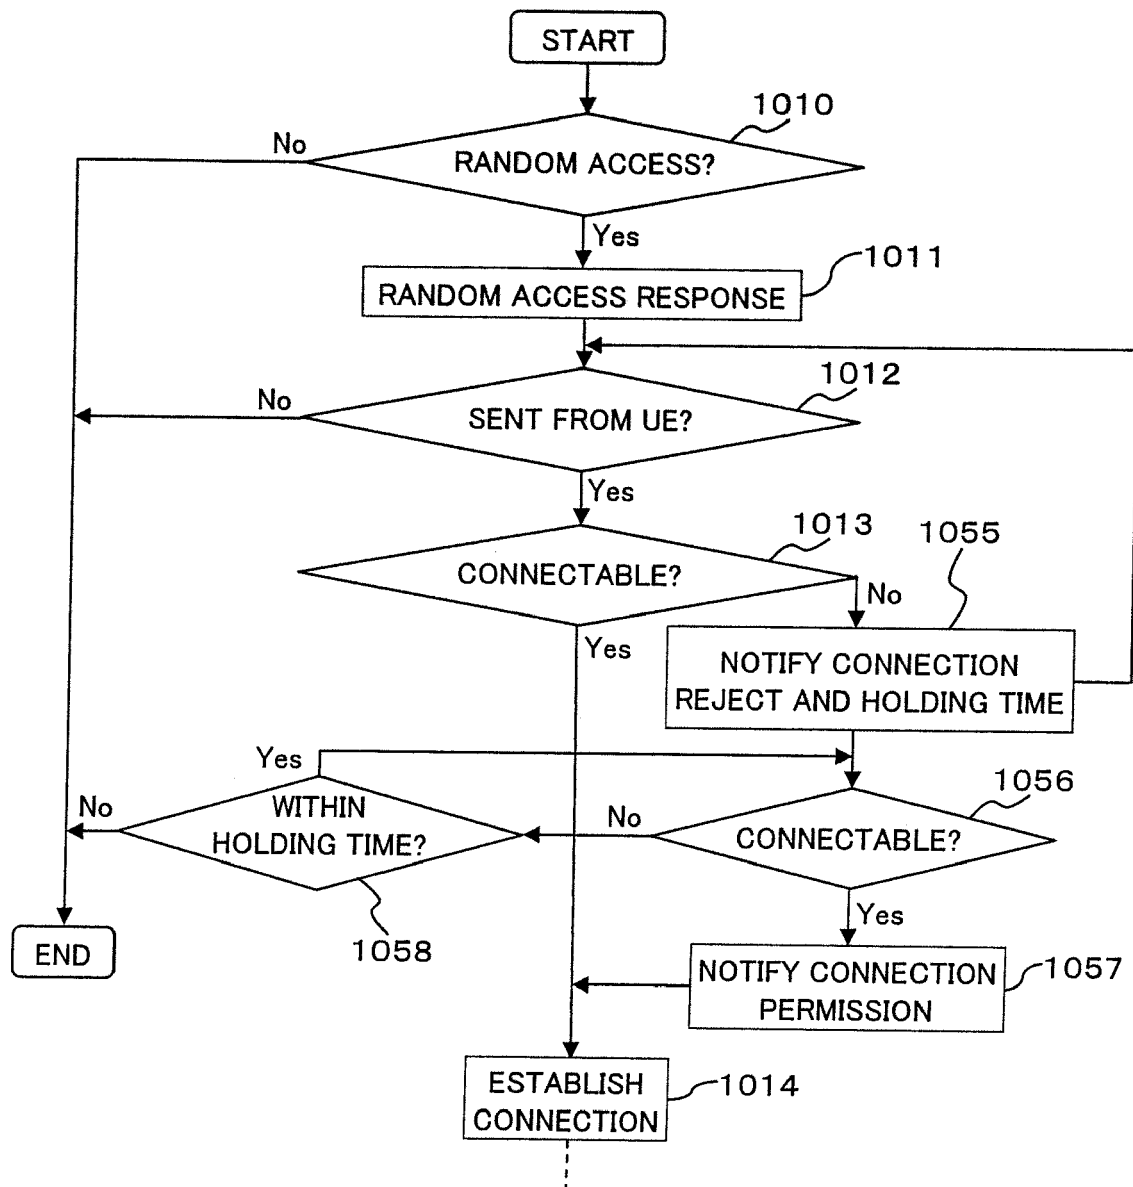 START
1010
No
RANDOM ACCESS?
Yes
1011
RANDOM ACCESS RESPONSE
1012
No
SENT FROM UE?
Yes
1013
1055
CONNECTABLE?
No
Yes
NOTIFY CONNECTION
REJECT AND HOLDING TIME
Yes
1056
No
WITHIN
HOLDING TIME?
No
CONNECTABLE?
Yes
1058
END
1057
NOTIFY CONNECTION
PERMISSION
ESTABLISH
CONNECTION
1014